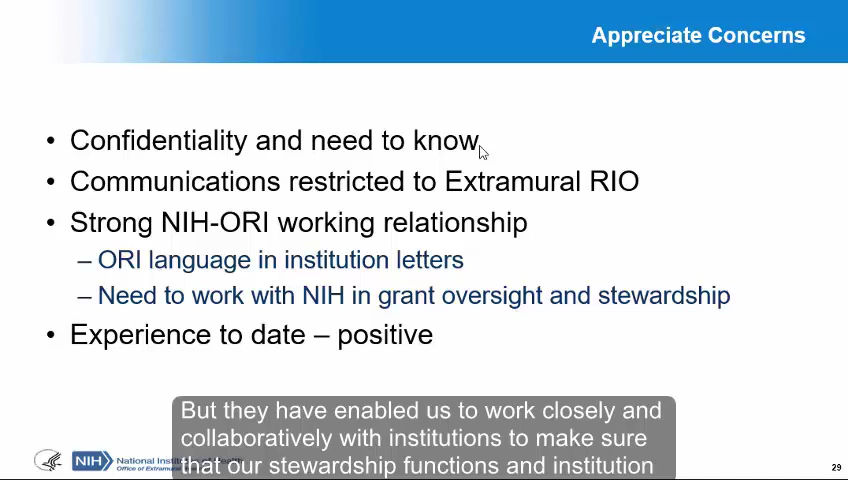 Appreciate Concerns
• Confidentiality and need to know
• Communications restricted to Extramural RIO
• Strong NIH-ORI working relationship
– ORI language in institution letters
– Need to work with NIH in grant oversight and stewardship
• Experience to date – positive
But they have enabled us to work closely and
collaboratively with institutions to make sure
that our stewardship functions and institution
NIH
National
Office of
29